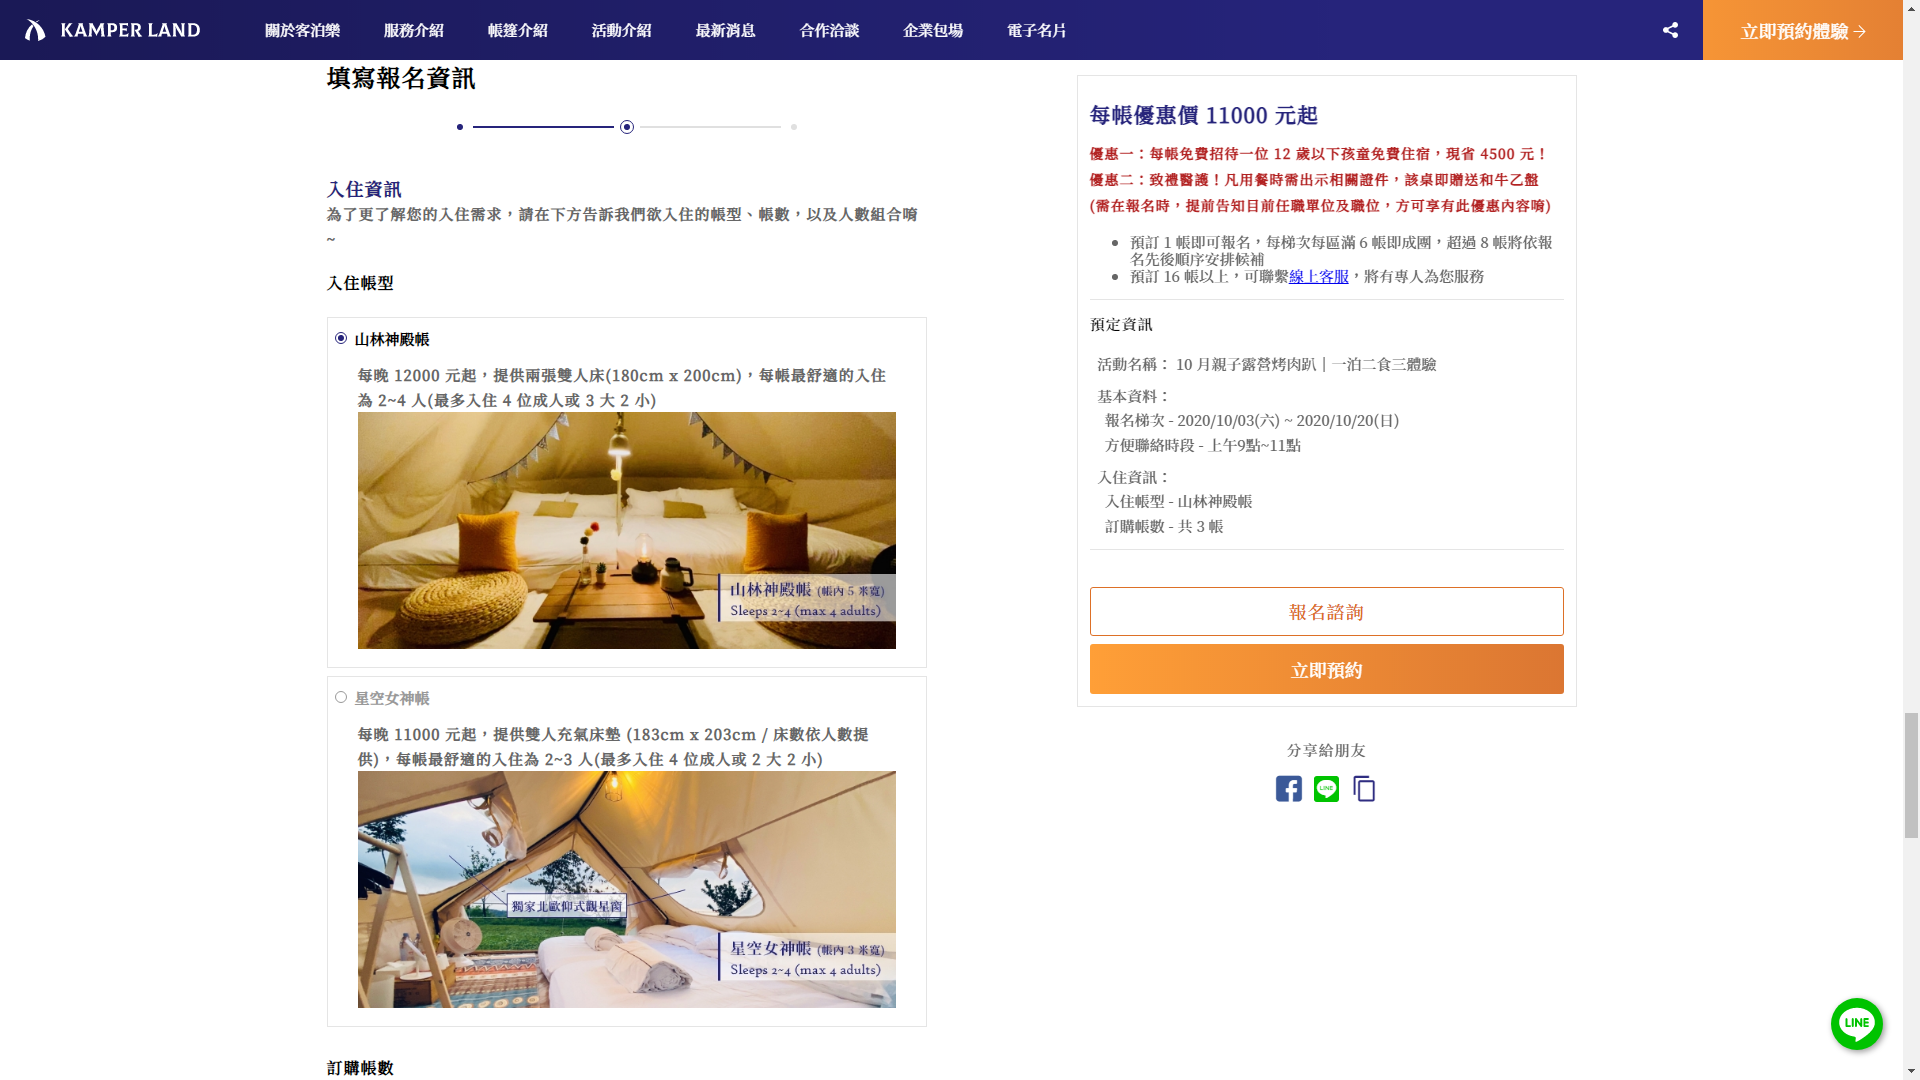 KAMPER LAND
關於客泊樂
服務介紹
帳篷介紹
活動介紹
最新消息
合作洽談
企業包場
電子名片
立即預約體驗
填寫報名資訊
入住資訊
為了更了解您的入住需求，請在下方告訴我們欲入住的帳型、帳數，以及人數組合唷
~
入住帳型
山林神殿帳
每晚 12000 元起，提供兩張雙人床(180cm x 200cm)，每帳最舒適的入住
為 2~4 人(最多入住 4 位成人或 3 大 2 小)
山林神殿帳 (帳內 5 米寬)
Sleeps 2~4 (max 4 adults)
星空女神帳
每晚 11000 元起，提供雙人充氣床墊 (183cm x 203cm / 床數依人數提
供)，每帳最舒適的入住為 2~3 人(最多入住 4 位成人或 2 大 2 小)
獨家北歐仰式觀星窗
星空女神帳 (帳內 3 米寬)
Sleeps 2~4 (max 4 adults)
訂購帳數
每帳優惠價 11000 元起
優惠一：每帳免費招待一位 12 歲以下孩童免費住宿，現省 4500 元！
優惠二：致禮醫護！凡用餐時需出示相關證件，該桌即贈送和牛乙盤
(需在報名時，提前告知目前任職單位及職位，方可享有此優惠內容唷)
預訂 1 帳即可報名，每梯次每區滿 6 帳即成團，超過 8 帳將依報
名先後順序安排候補
預訂 16 帳以上，可聯繫線上客服，將有專人為您服務
預定資訊
活動名稱： 10 月親子露營烤肉趴｜一泊二食三體驗
基本資料：
報名梯次 - 2020/10/03(六) ~ 2020/10/20(日)
方便聯絡時段 - 上午9點~11點
入住資訊：
入住帳型 - 山林神殿帳
訂購帳數 - 共 3 帳
報名諮詢
立即預約
分享給朋友
LINE
LINE